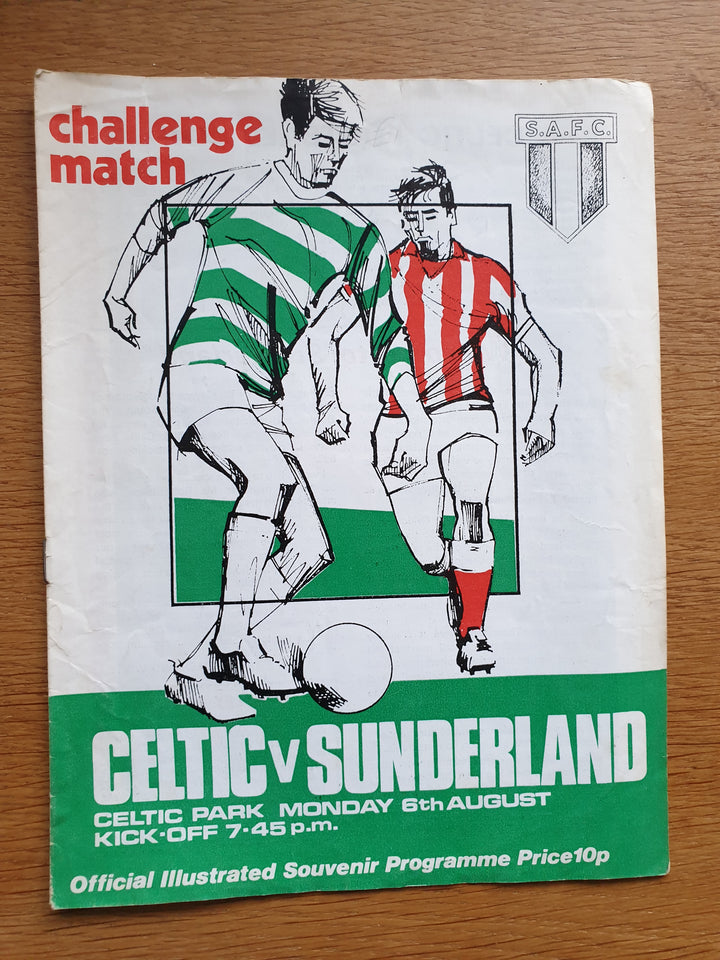 challenge
match
S.A.F.C.
CELTIC v SUNDERLAND
CELTIC PARK MONDAY 6th AUGUST
KICK-OFF 7·45 p.m.
Official Illustrated Souvenir Programme Price 10p